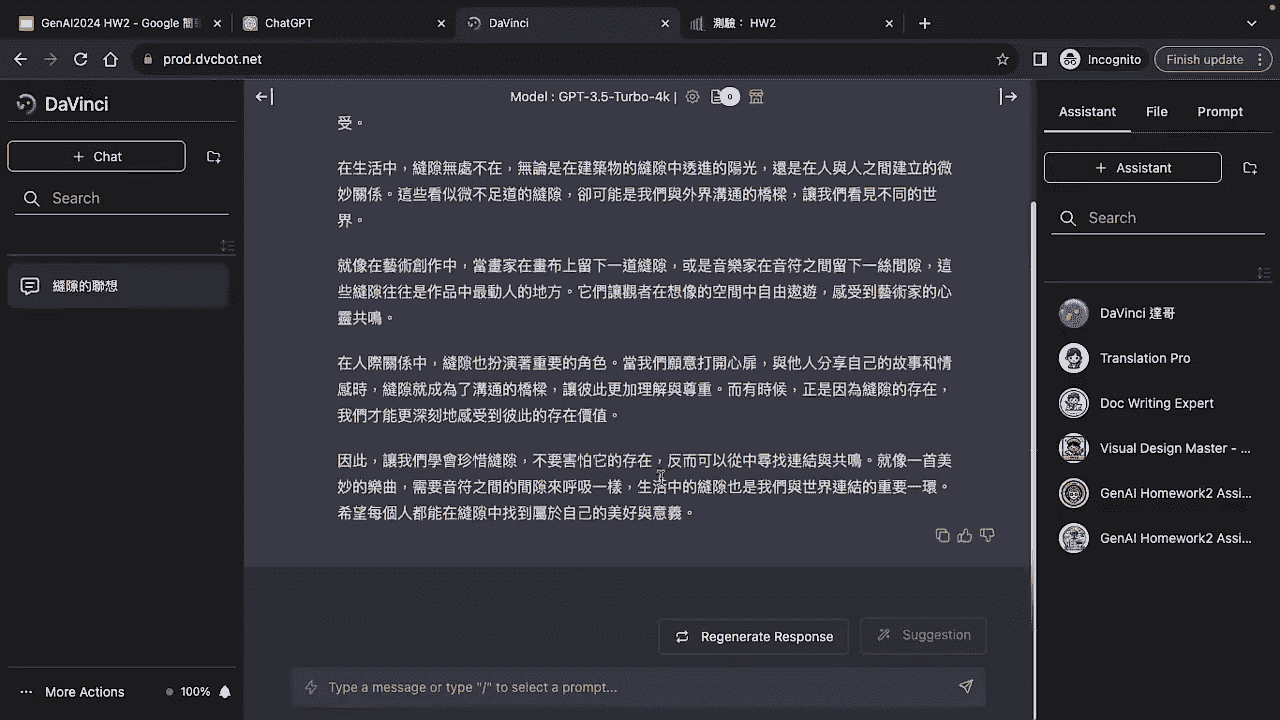 GenAI2024 HW2 - Google 簡
ChatGPT
DaVinci
測驗： HW2
prod.dvcbot.net
Incognito
Finish update
DaVinci
+ Chat
Search
縫隙的聯想
More Actions
100%
Model : GPT-3.5-Turbo-4k |
0
受。
在生活中，縫隙無處不在，無論是在建築物的縫隙中透進的陽光，還是在人與人之間建立的微
妙關係。這些看似微不足道的縫隙，卻可能是我們與外界溝通的橋樑，讓我們看見不同的世
界。
就像在藝術創作中，當畫家在畫布上留下一道縫隙，或是音樂家在音符之間留下一絲間隙，這
些縫隙往往是作品中最動人的地方。它們讓觀者在想像的空間中自由遨遊，感受到藝術家的心
靈共鳴。
在人際關係中，縫隙也扮演著重要的角色。當我們願意打開心扉，與他人分享自己的故事和情
感時，縫隙就成為了溝通的橋樑，讓彼此更加理解與尊重。而有時候，正是因為縫隙的存在，
我們才能更深刻地感受到彼此的存在價值。
因此，讓我們學會珍惜縫隙，不要害怕它的存在，反而可以從中尋找連結與共鳴。就像一首美
妙的樂曲，需要音符之間的間隙來呼吸一樣，生活中的縫隙也是我們與世界連結的重要一環。
希望每個人都能在縫隙中找到屬於自己的美好與意義。
Regenerate Response
Suggestion
Type a message or type "/" to select a prompt...
Assistant
File
Prompt
+ Assistant
Search
DaVinci 達哥
Translation Pro
Doc Writing Expert
Visual Design Master - ...
GenAI Homework2 Assi...
GenAI Homework2 Assi...